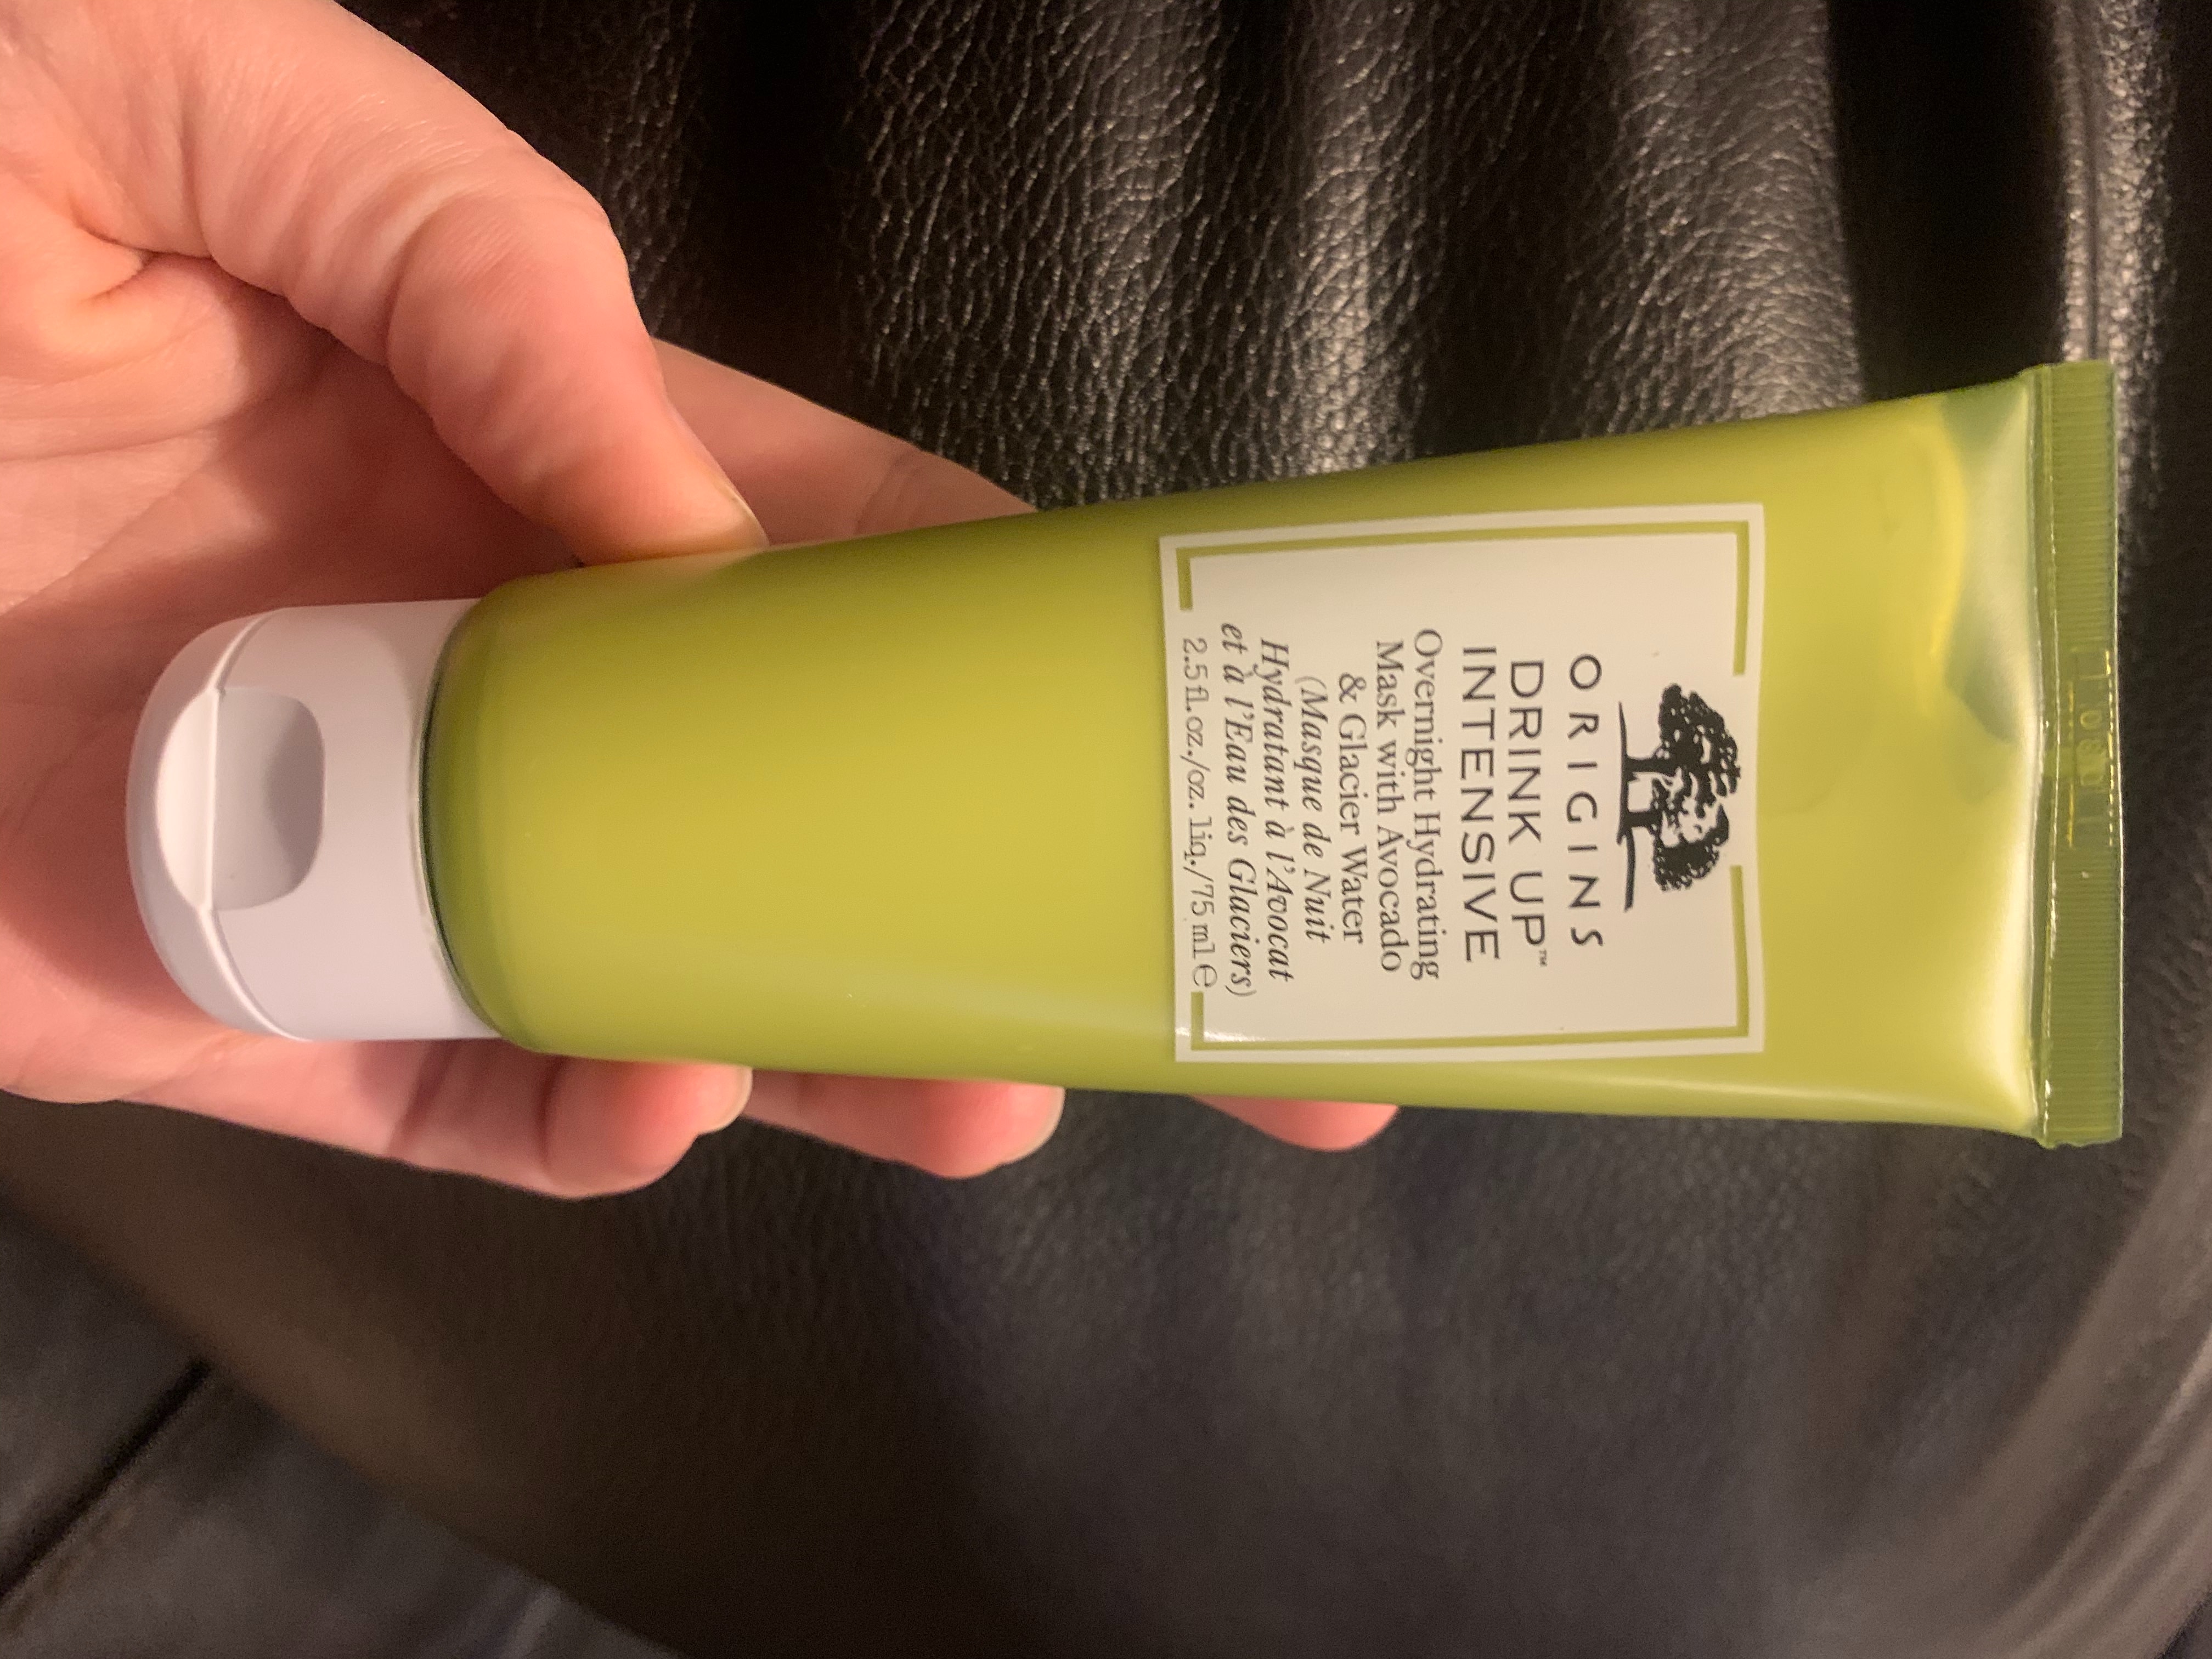 ORIGINS
DRINK UP™
INTENSIVE
Overnight Hydrating
Mask with Avocado
& Glacier Water
(Masque de Nuit
Hydratant à l'Avocat
et à l'Eau des Glaciers)
2.5 fl.oz./oz.liq./75 ml ℮